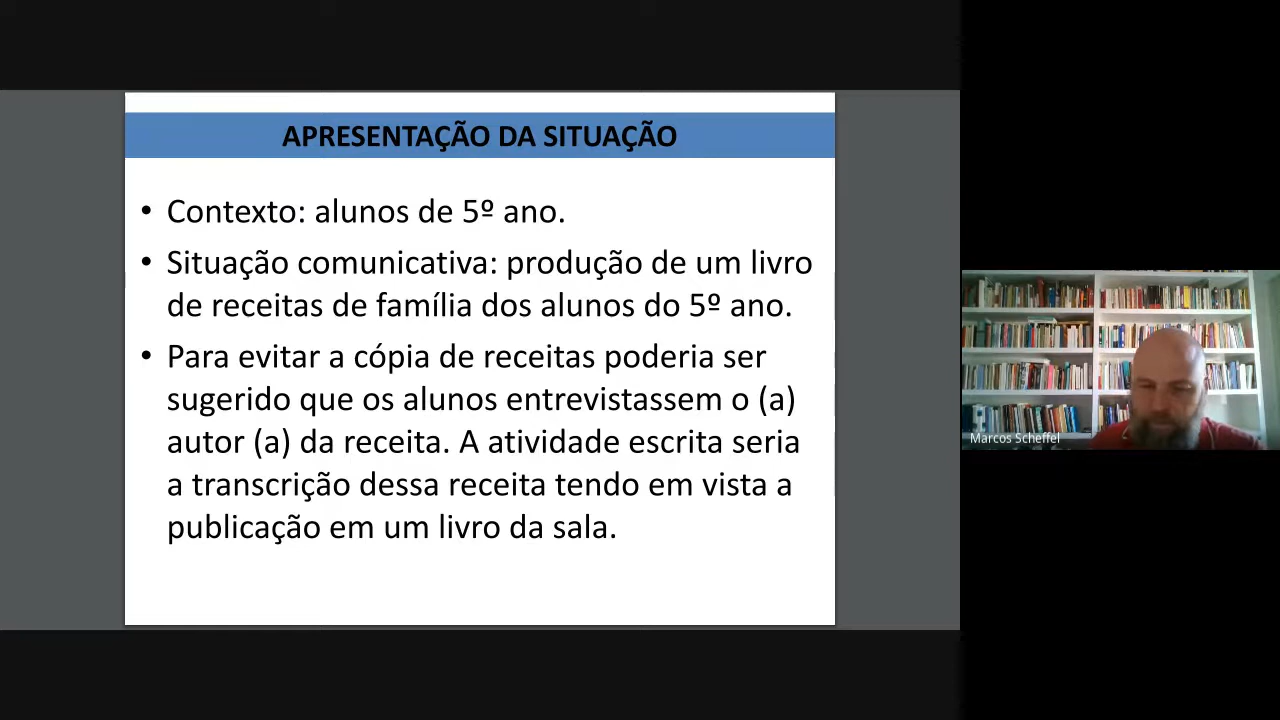 APRESENTAÇÃO DA SITUAÇÃO
• Contexto: alunos de 5º ano.
• Situação comunicativa: produção de um livro
de receitas de família dos alunos do 5º ano.
• Para evitar a cópia de receitas poderia ser
sugerido que os alunos entrevistassem o (a)
autor (a) da receita. A atividade escrita seria
a transcrição dessa receita tendo em vista a
publicação em um livro da sala.
Marcos Scheffel